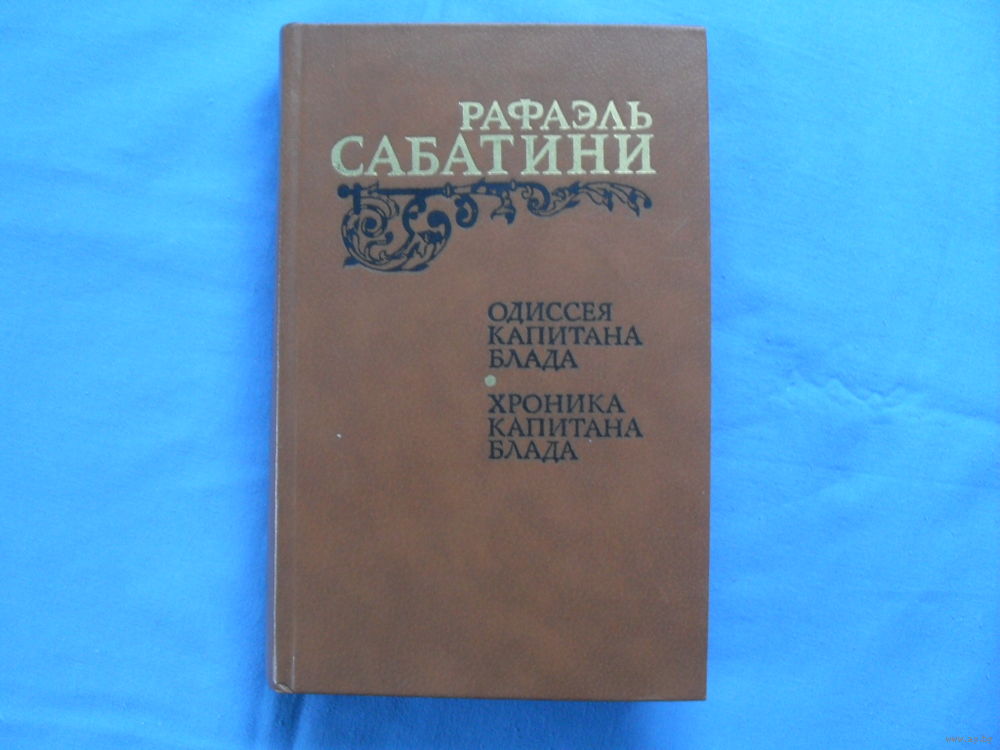 РАФАЭЛЬ
САБАТИНИ
ОДИССЕЯ
КАПИТАНА
БЛАДА
ХРОНИКА
КАПИТАНА
БЛАДА